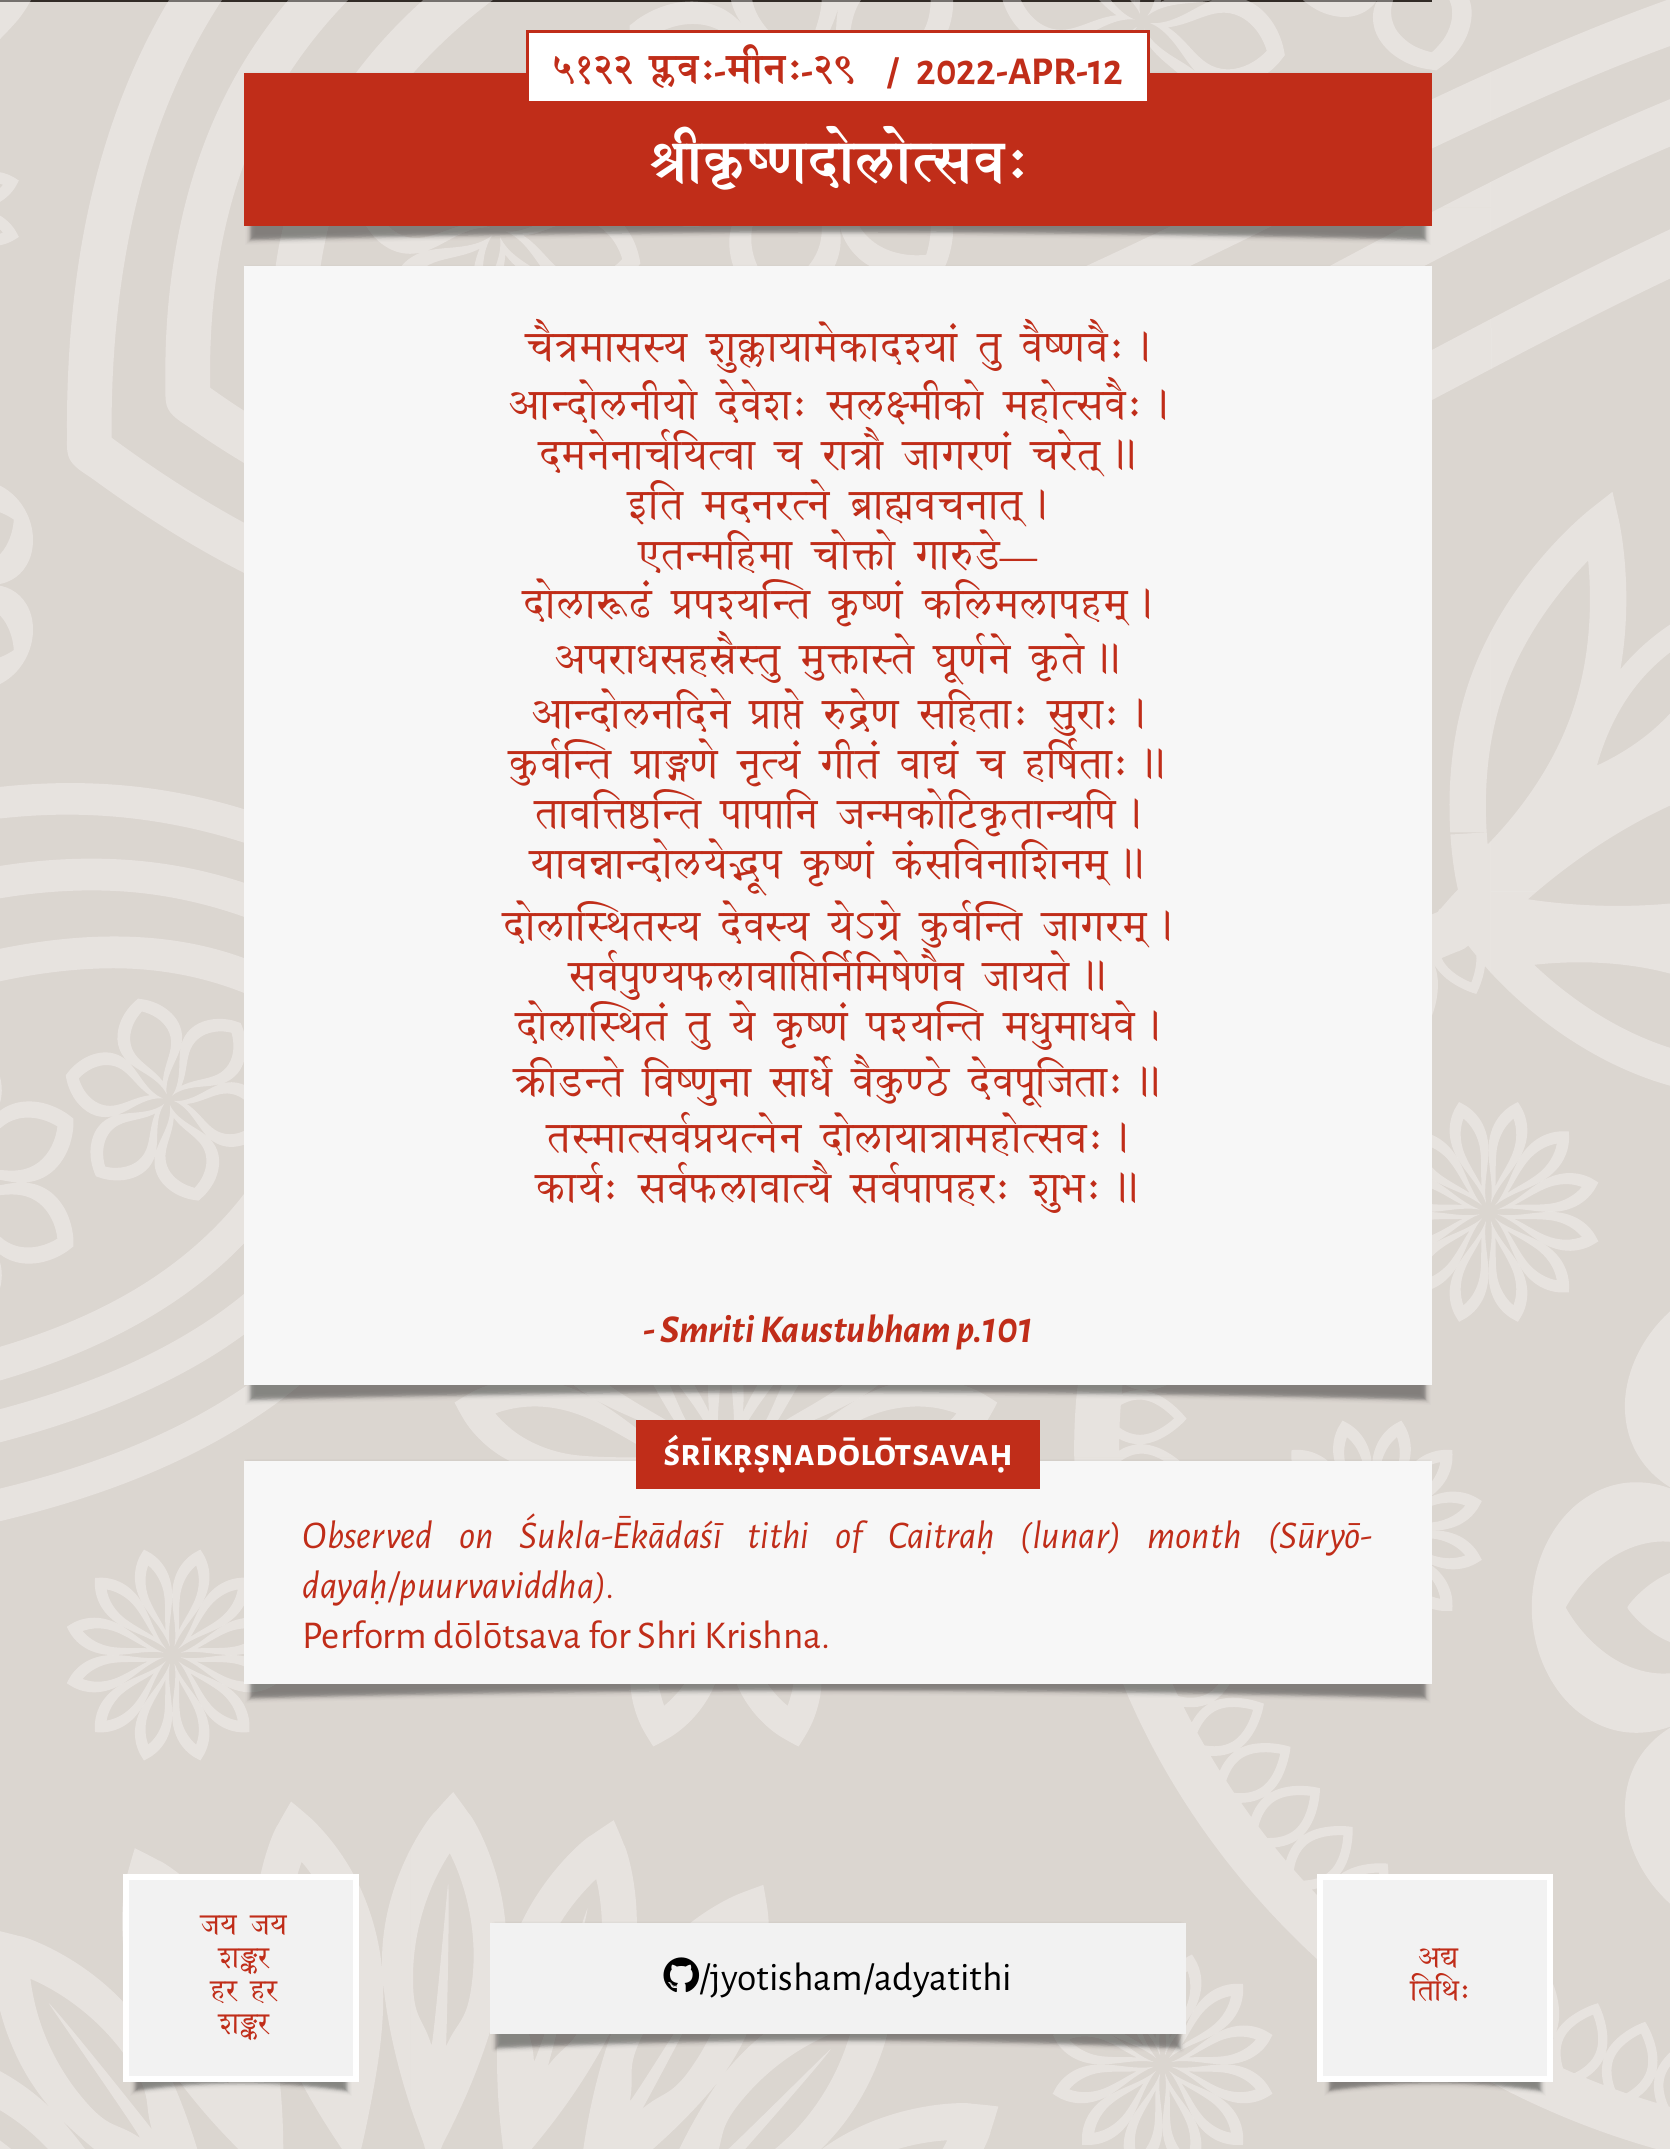 ५१२२ प्लवः-मीनः-२९ / 2022-APR-12
श्रीकृष्णदोलोत्सवः
चैत्रमासस्य शुक्लायामेकादश्यां तु वैष्णवैः ।
आन्दोलनीयो देवेशः सलक्ष्मीको महोत्सवैः ।
दमनेनार्चयित्वा च रात्रौ जागरणं चरेत् ॥
इति मदनरत्ने ब्राह्मवचनात् ।
एतन्महिमा चोक्तो गारुडे—
दोलारूढं प्रपश्यन्ति कृष्णं कलिमलापहम् ।
अपराधसहस्रैस्तु मुक्तास्ते घूर्णने कृते ॥
आन्दोलनदिने प्राप्ते रुद्रेण सहिताः सुराः ।
कुर्वन्ति प्राङ्गणे नृत्यं गीतं वाद्यं च हर्षिताः ॥
तावत्तिष्ठन्ति पापानि जन्मकोटिकृतान्यपि ।
यावन्नान्दोलयेद्भूप कृष्णं कंसविनाशिनम् ॥
दोलास्थितस्य देवस्य येऽग्रे कुर्वन्ति जागरम् ।
सर्वपुण्यफलावाप्तिर्निमिषेणैव जायते ॥
दोलास्थितं तु ये कृष्णं पश्यन्ति मधुमाधवे ।
क्रीडन्ते विष्णुना सार्धे वैकुण्ठे देवपूजिताः ॥
तस्मात्सर्वप्रयत्नेन दोलायात्रामहोत्सवः ।
कार्यः सर्वफलावात्यै सर्वपापहरः शुभः ॥
- Smriti Kaustubham p.101
ŚRĪKṚṢṆADŌLŌTSAVAḤ
Observed on Śukla-Ēkādaśī tithi of Caitraḥ (lunar) month (Sūryō-
dayaḥ/puurvaviddha).
Perform dōlōtsava for Shri Krishna.
जय जय
शङ्कर
हर हर
शङ्कर
/jyotisham/adyatithi
अद्य
तिथिः